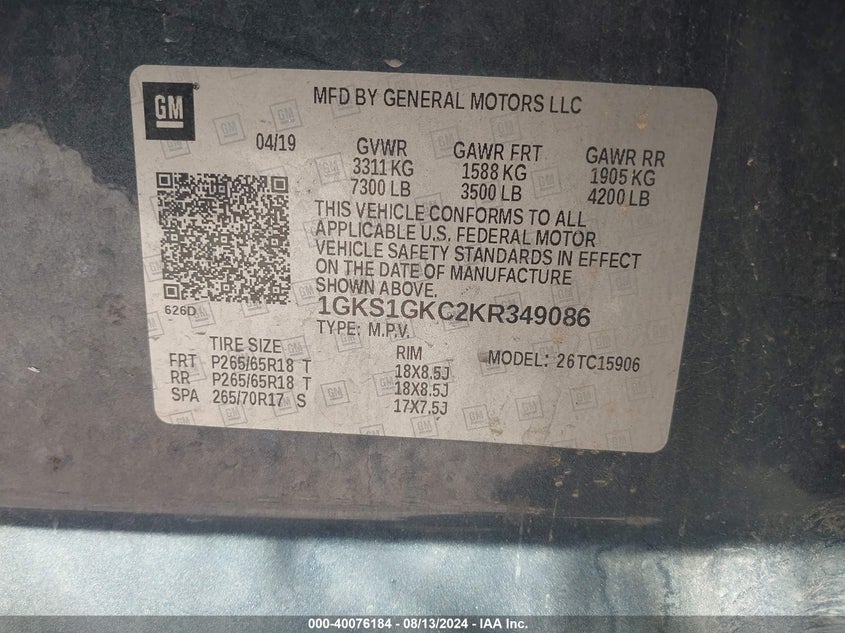 GM
MFD BY GENERAL MOTORS LLC
04/19
GVWR GAWR FRT GAWR RR
3311 KG 1588 KG 1905 KG
7300 LB 3500 LB 4200 LB
THIS VEHICLE CONFORMS TO ALL
APPLICABLE U.S. FEDERAL MOTOR
VEHICLE SAFETY STANDARDS IN EFFECT
ON THE DATE OF MANUFACTURE
SHOWN ABOVE.
626D
1GKS1GKC2KR349086
TYPE: M.P.V.
TIRE SIZE RIM MODEL: 26TC15906
FRT P265/65R18 T 18X8.5J
RR P265/65R18 T 18X8.5J
SPA 265/70R17 S 17X7.5J
000-40076184 - 08/13/2024 - IAA Inc.